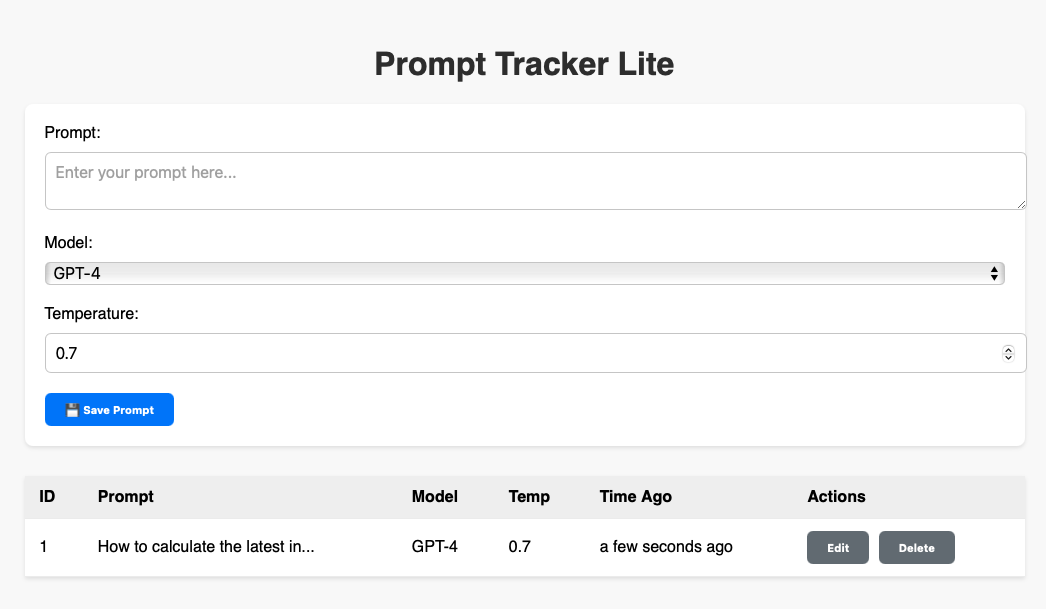 Prompt Tracker Lite
Prompt:
Enter your prompt here...
Model:
GPT-4
Temperature:
0.7
💾 Save Prompt
ID Prompt Model Temp Time Ago Actions
1 How to calculate the latest in... GPT-4 0.7 a few seconds ago Edit Delete